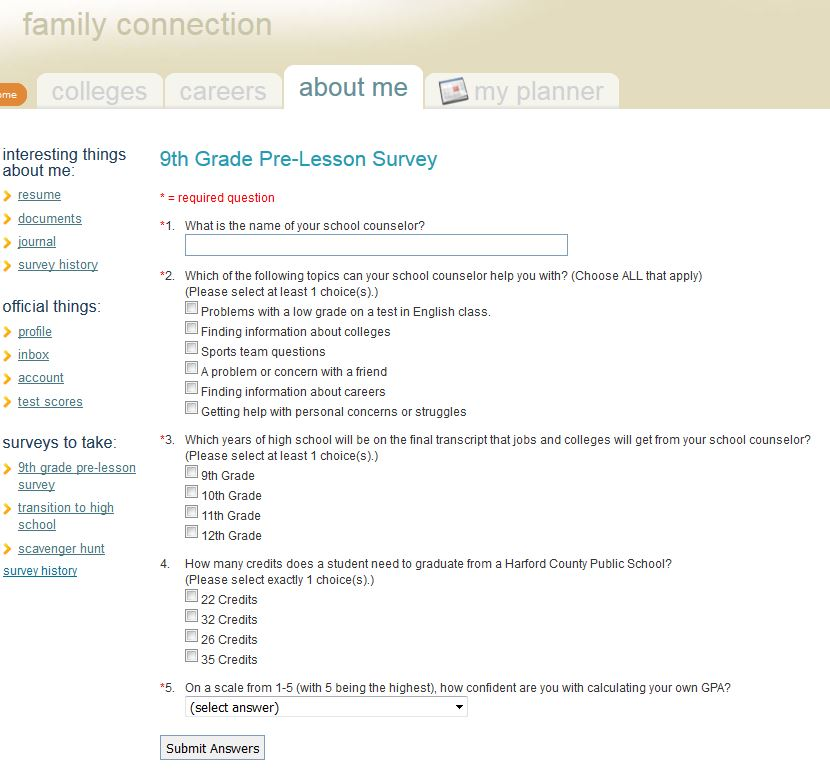 family connection
ome
colleges
careers
about me
my planner
interesting things
about me:
resume
documents
journal
survey history
official things:
profile
inbox
account
test scores
surveys to take:
9th grade pre-lesson
survey
transition to high
school
scavenger hunt
survey history
9th Grade Pre-Lesson Survey
* = required question
*1. What is the name of your school counselor?
*2. Which of the following topics can your school counselor help you with? (Choose ALL that apply)
(Please select at least 1 choice(s).)
Problems with a low grade on a test in English class.
Finding information about colleges
Sports team questions
A problem or concern with a friend
Finding information about careers
Getting help with personal concerns or struggles
*3. Which years of high school will be on the final transcript that jobs and colleges will get from your school counselor?
(Please select at least 1 choice(s).)
9th Grade
10th Grade
11th Grade
12th Grade
4. How many credits does a student need to graduate from a Harford County Public School?
(Please select exactly 1 choice(s).)
22 Credits
32 Credits
26 Credits
35 Credits
*5. On a scale from 1-5 (with 5 being the highest), how confident are you with calculating your own GPA?
(select answer)
Submit Answers